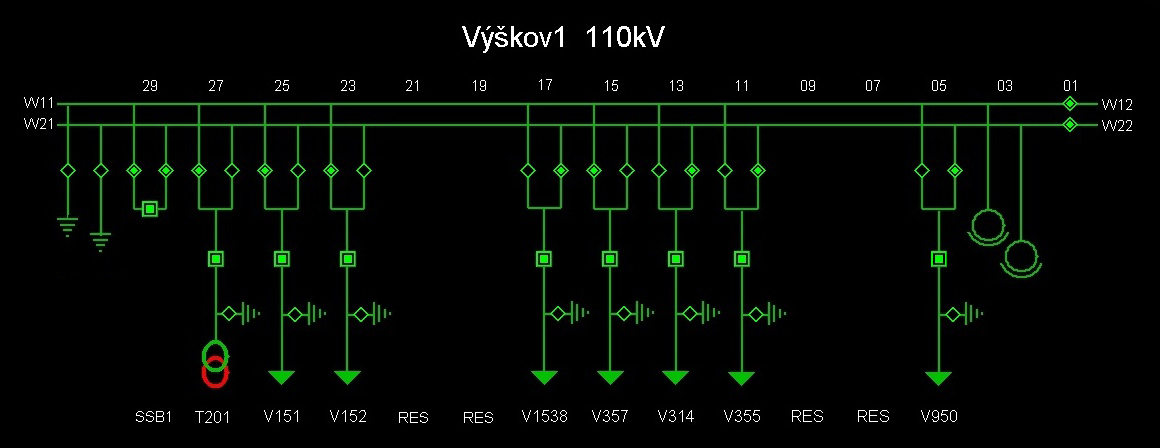 Výškov1 110kV
29 27 25 23 21 19 17 15 13 11 09 07 05 03 01
W11 W12
W21 W22
SSB1 T201 V151 V152 RES RES V1538 V357 V314 V355 RES RES V950